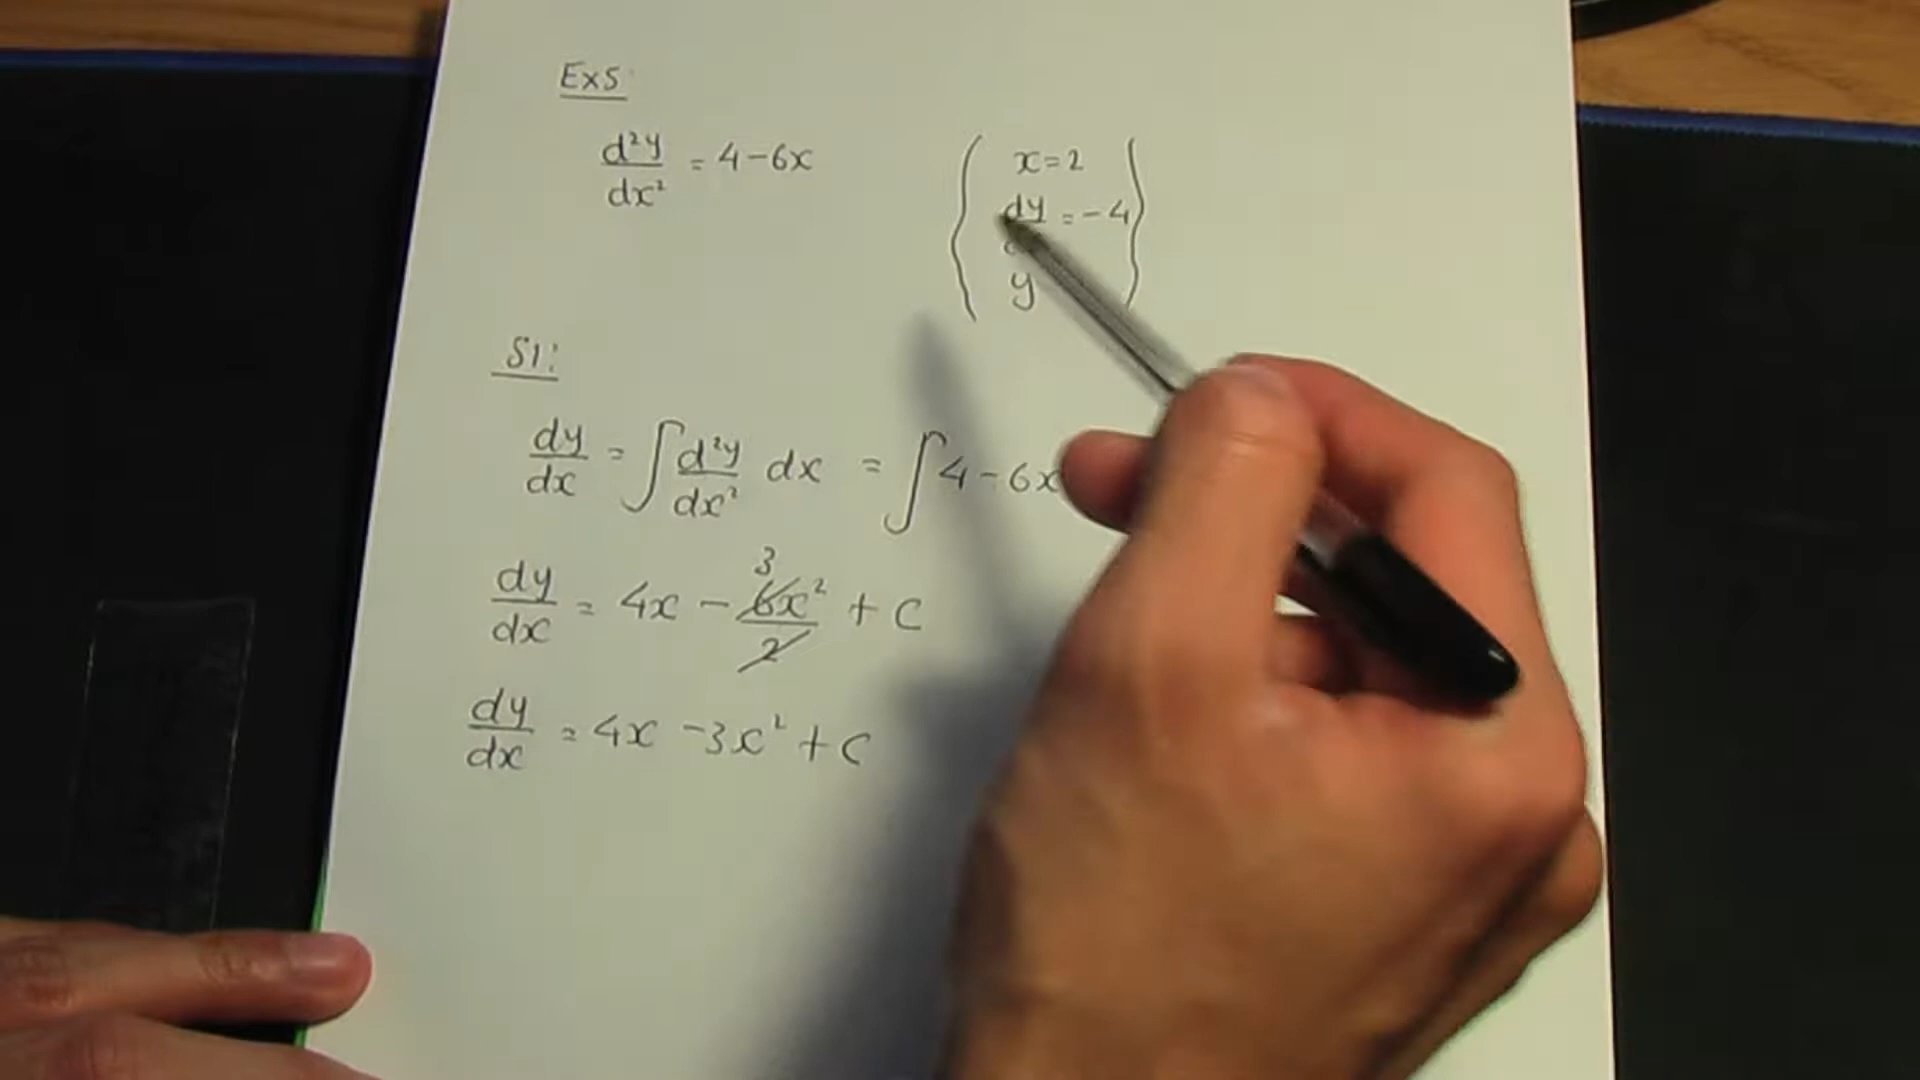 Ex5:
d²y/dx² = 4-6x
x=2
dy = -4
y
S1:
dy/dx = ∫ d²y/dx² dx = ∫ 4-6x
dy/dx = 4x - 6x²/2 + C
3
dy/dx = 4x -3x² + C